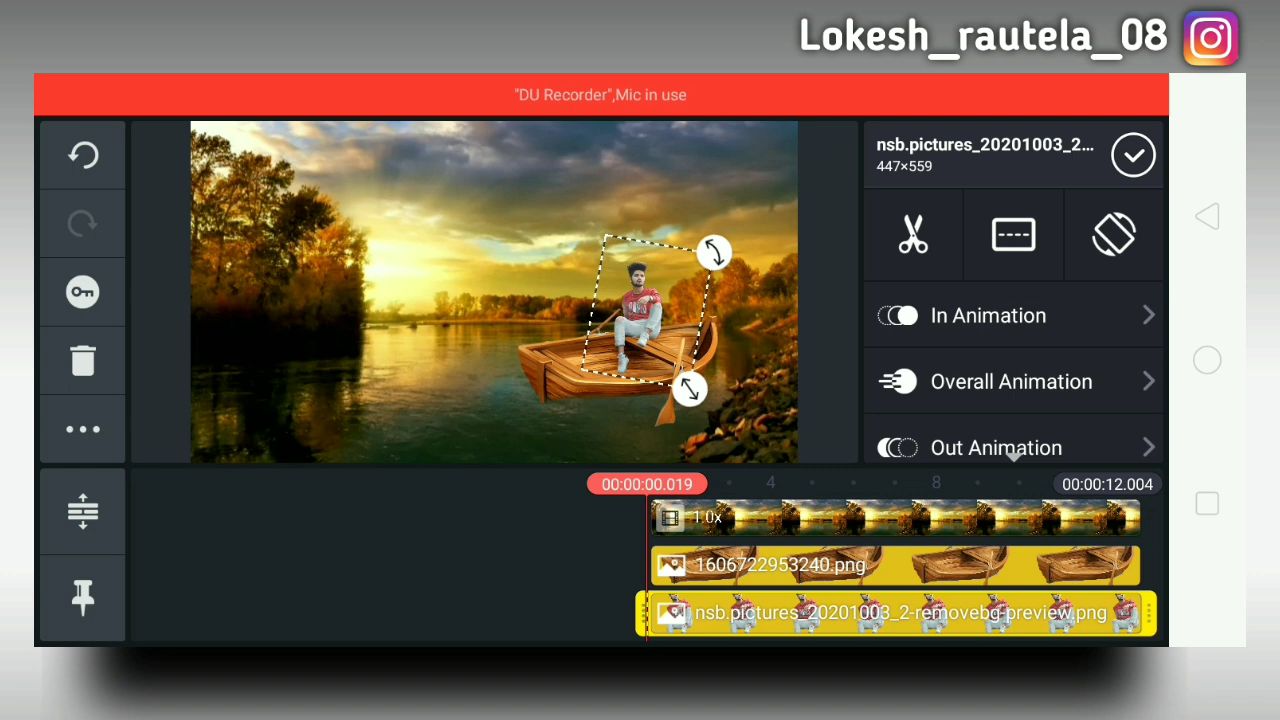 Lokesh_rautela_08
"DU Recorder",Mic in use
nsb.pictures_20201003_2...
447×559
In Animation
Overall Animation
Out Animation
00:00:00.019
4
8
00:00:12.004
1.0x
1606722953240.png
nsb.pictures_20201003_2-removebg-preview.png